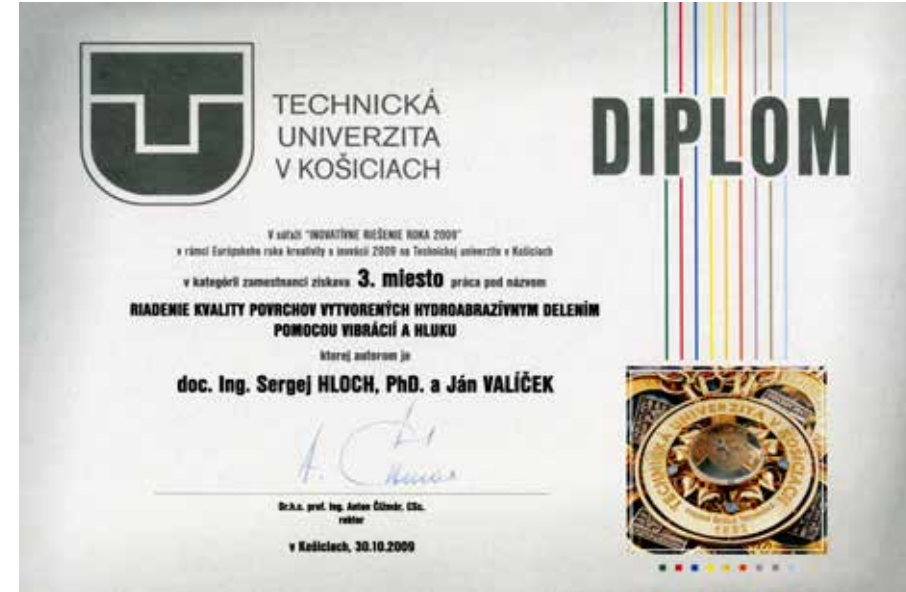 TECHNICKÁ
UNIVERZITA
V KOŠICIACH
DIPLOM
V súťaži "INOVATÍVNE RIEŠENIE ROKA 2009"
v rámci Európskeho roka kreativity a inovácií 2009 na Technickej univerzite v Košiciach
v kategórii zamestnanci získava 3. miesto práca pod názvom
RIADENIE KVALITY POVRCHOV VYTVORENÝCH HYDROABRAZÍVNYM DELENÍM
POMOCOU VIBRÁCIÍ A HLUKU
ktorej autorom je
doc. Ing. Sergej HLOCH, PhD. a Ján VALÍČEK
Dr.h.c. prof. Ing. Anton Čižmár, CSc.
rektor
v Košiciach, 30.10.2009
TECHNICKÁ UNIVERZITA V KOŠICIACH